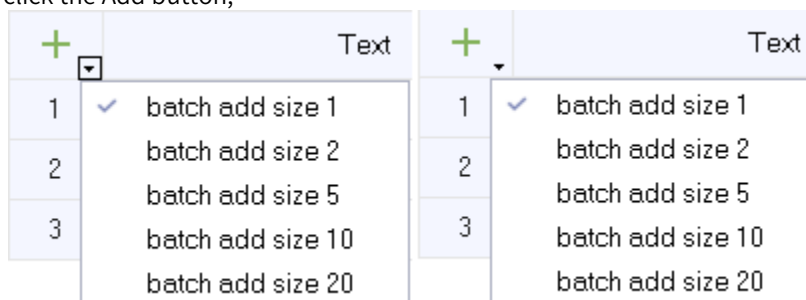 click the Add button,
Text
1 batch add size 1
batch add size 2
2
batch add size 5
3
batch add size 10
batch add size 20
Text
1 batch add size 1
batch add size 2
2
batch add size 5
3
batch add size 10
batch add size 20